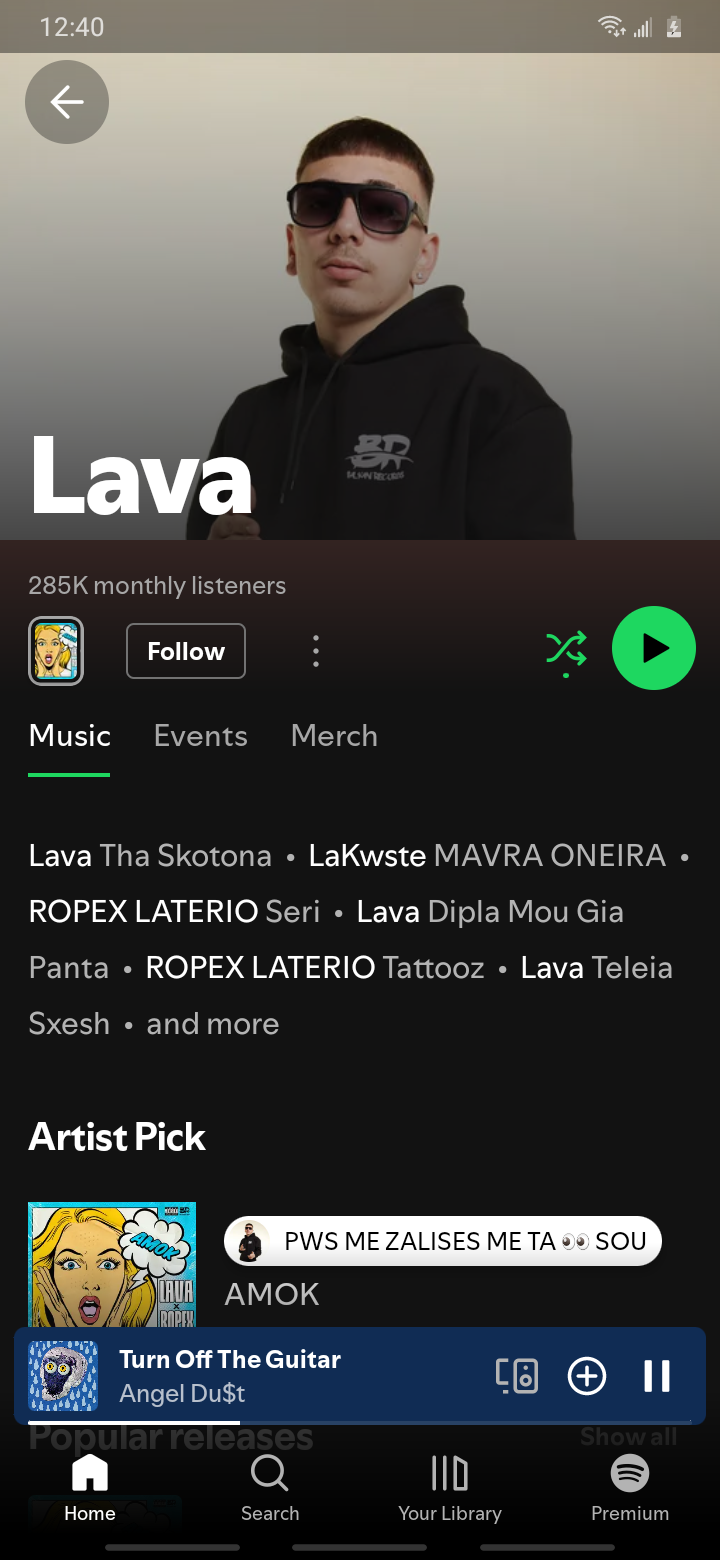 12:40
BR
BALKAN RECORDS
Lava
285K monthly listeners
Follow
Music Events Merch
Lava Tha Skotona • LaKwste MAVRA ONEIRA •
ROPEX LATERIO Seri • Lava Dipla Mou Gia
Panta • ROPEX LATERIO Tattooz • Lava Teleia
Sxesh • and more
Artist Pick
AMOK
LAVA
x
ROPEX
PWS ME ZALISES ME TA 👀 SOU
AMOK
Turn Off The Guitar
Angel Du$t
Popular releases Show all
Home Search Your Library Premium